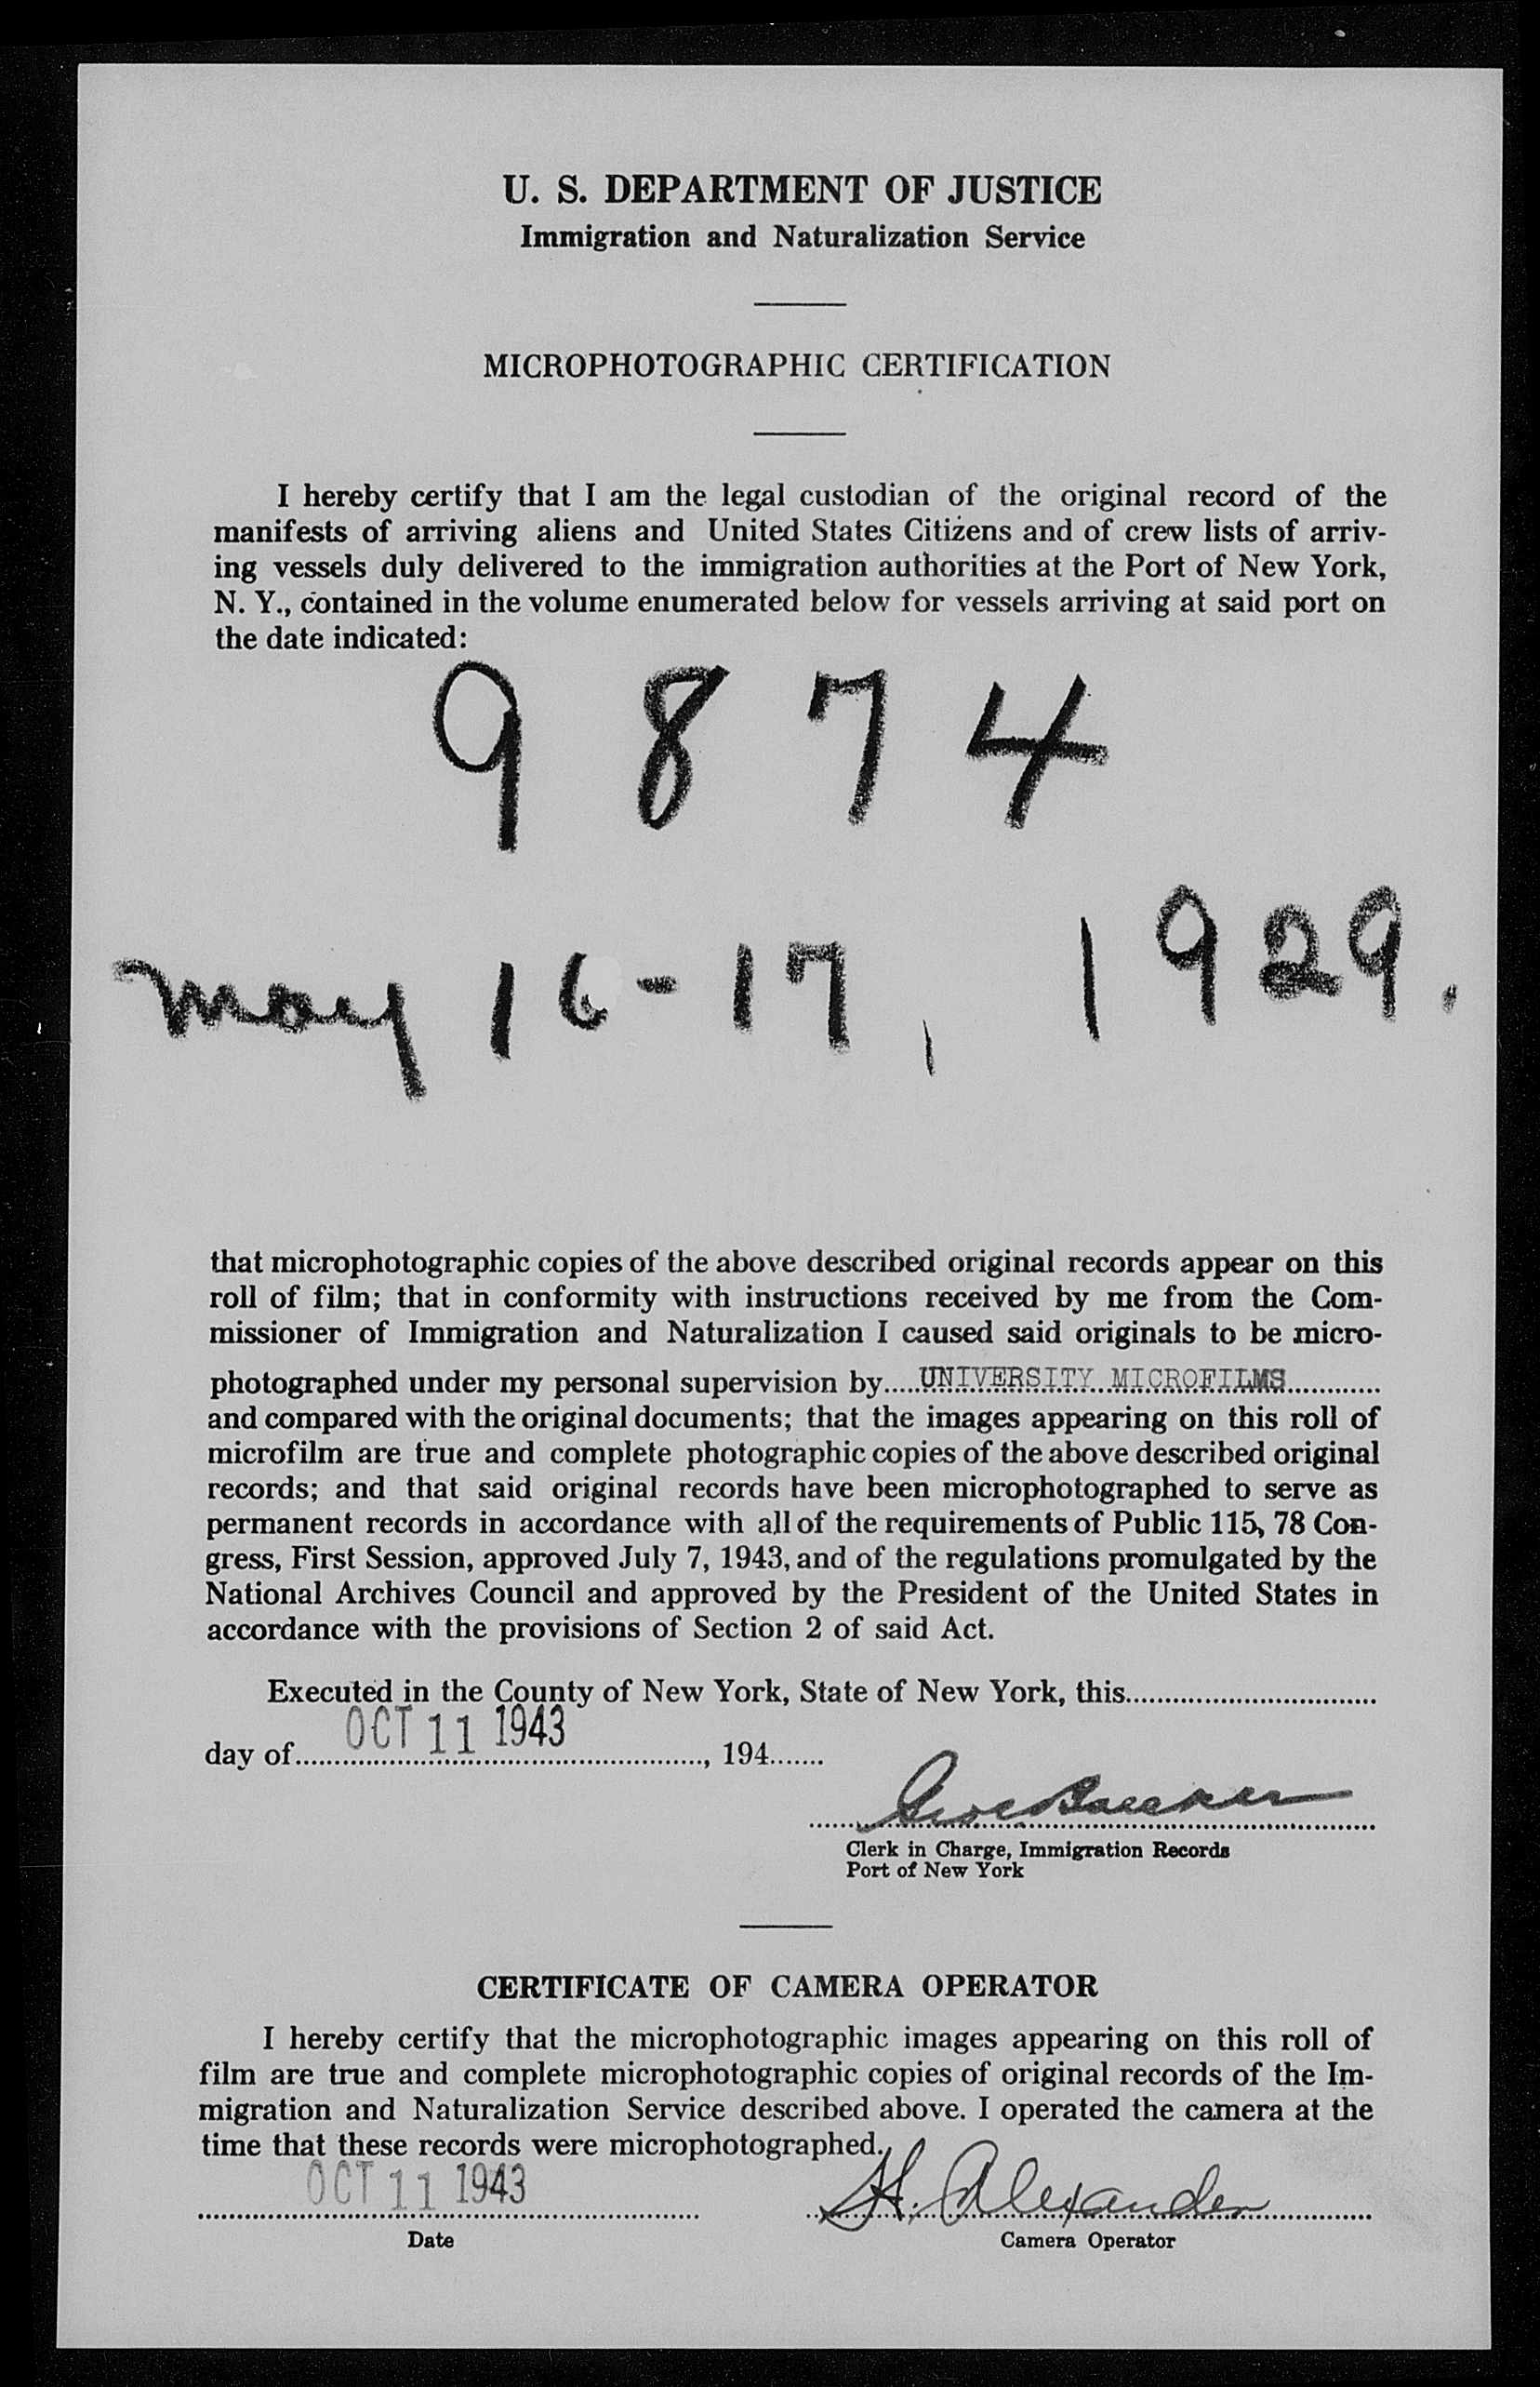 U. S. DEPARTMENT OF JUSTICE
Immigration and Naturalization Service
MICROPHOTOGRAPHIC CERTIFICATION
I hereby certify that I am the legal custodian of the original record of the
manifests of arriving aliens and United States Citizens and of crew lists of arriv-
ing vessels duly delivered to the immigration authorities at the Port of New York,
N. Y., contained in the volume enumerated below for vessels arriving at said port on
the date indicated:
9874
May 16-17, 1929.
that microphotographic copies of the above described original records appear on this
roll of film; that in conformity with instructions received by me from the Com-
missioner of Immigration and Naturalization I caused said originals to be micro-
photographed under my personal supervision by.....UNIVERSITY MICROFILMS.............
and compared with the original documents; that the images appearing on this roll of
microfilm are true and complete photographic copies of the above described original
records; and that said original records have been microphotographed to serve as
permanent records in accordance with all of the requirements of Public 115, 78 Con-
gress, First Session, approved July 7, 1943, and of the regulations promulgated by the
National Archives Council and approved by the President of the United States in
accordance with the provisions of Section 2 of said Act.
Executed in the County of New York, State of New York, this................................
day of OCT 11 1943, 194.......
Clerk in Charge, Immigration Records
Port of New York
CERTIFICATE OF CAMERA OPERATOR
I hereby certify that the microphotographic images appearing on this roll of
film are true and complete microphotographic copies of original records of the Im-
migration and Naturalization Service described above. I operated the camera at the
time that these records were microphotographed.
OCT 11 1943 H. Alexander
Date Camera Operator